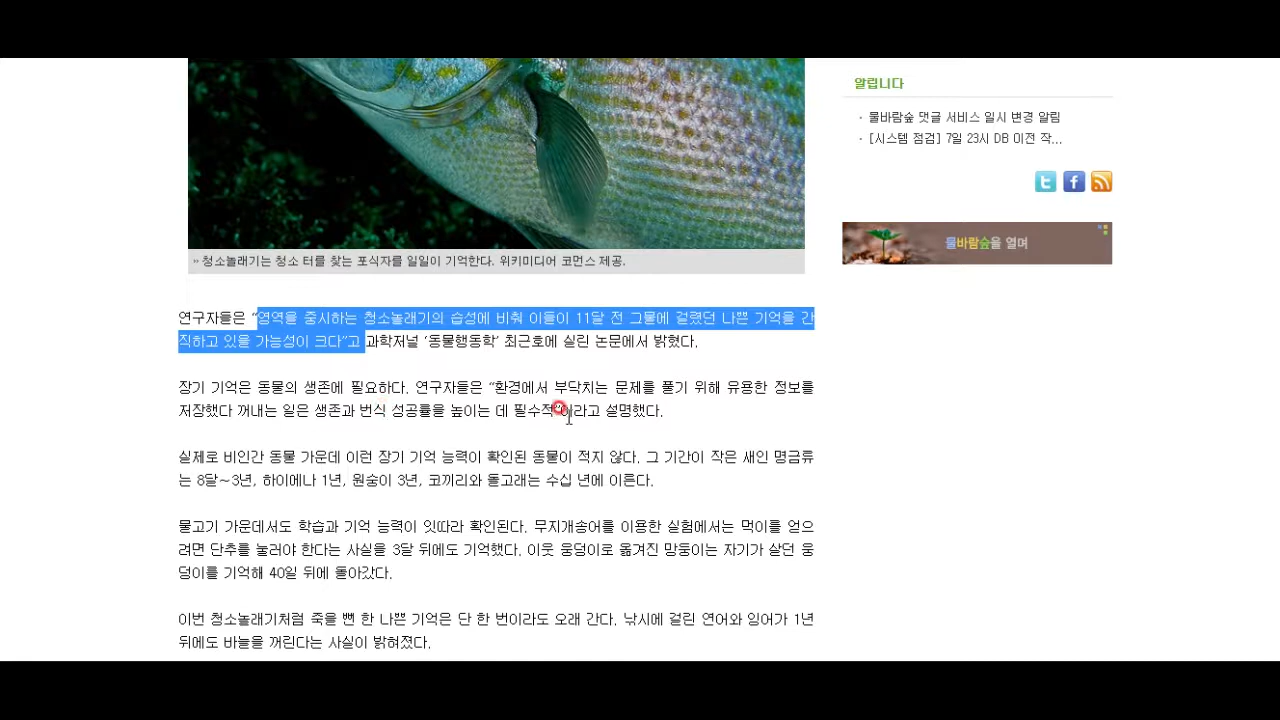 알립니다
· 물바람숲 댓글 서비스 일시 변경 알림
· [시스템 점검] 7일 23시 DB 이전 작...
물바람숲을 열며
» 청소놀래기는 청소 터를 찾는 포식자를 일일이 기억한다. 위키미디어 코먼스 제공.
연구자들은 “영역을 중시하는 청소놀래기의 습성에 비춰 이들이 11달 전 그물에 걸렸던 나쁜 기억을 간
직하고 있을 가능성이 크다”고 과학저널 ‘동물행동학’ 최근호에 실린 논문에서 밝혔다.
장기 기억은 동물의 생존에 필요하다. 연구자들은 “환경에서 부닥치는 문제를 풀기 위해 유용한 정보를
저장했다 꺼내는 일은 생존과 번식 성공률을 높이는 데 필수적”이라고 설명했다.
실제로 비인간 동물 가운데 이런 장기 기억 능력이 확인된 동물이 적지 않다. 그 기간이 작은 새인 명금류
는 8달~3년, 하이에나 1년, 원숭이 3년, 코끼리와 돌고래는 수십 년에 이른다.
물고기 가운데서도 학습과 기억 능력이 잇따라 확인된다. 무지개송어를 이용한 실험에서는 먹이를 얻으
려면 단추를 눌러야 한다는 사실을 3달 뒤에도 기억했다. 이웃 웅덩이로 옮겨진 망둥이는 자기가 살던 웅
덩이를 기억해 40일 뒤에 돌아갔다.
이번 청소놀래기처럼 죽을 뻔 한 나쁜 기억은 단 한 번이라도 오래 간다. 낚시에 걸린 연어와 잉어가 1년
뒤에도 바늘을 꺼린다는 사실이 밝혀졌다.